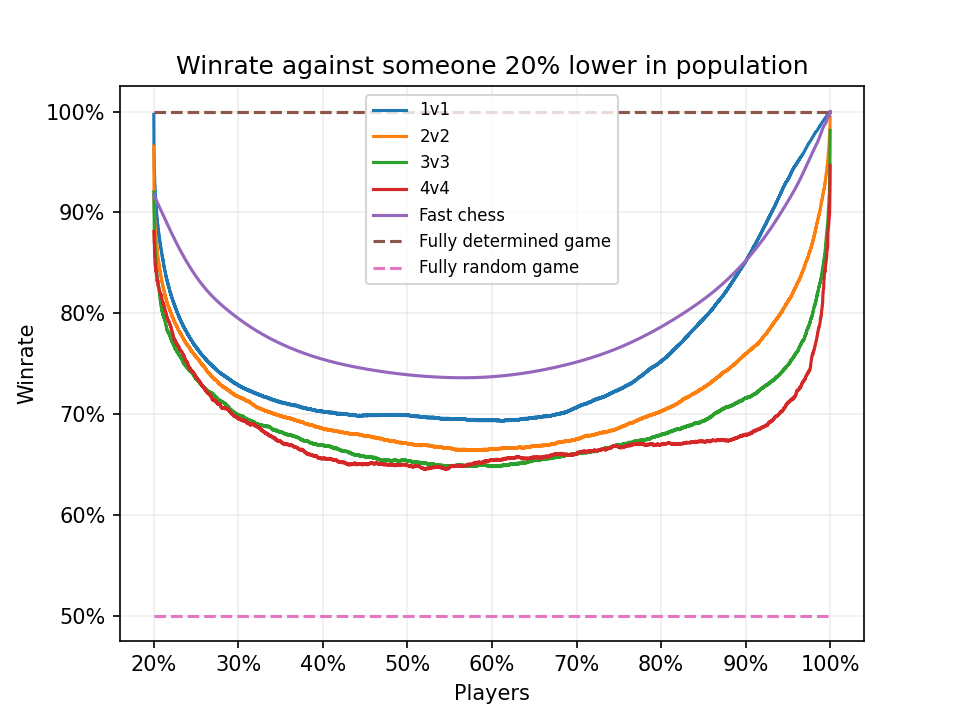 Winrate against someone 20% lower in population
100%
90%
80%
70%
60%
50%
Winrate
1v1
2v2
3v3
4v4
Fast chess
Fully determined game
Fully random game
20% 30% 40% 50% 60% 70% 80% 90% 100%
Players